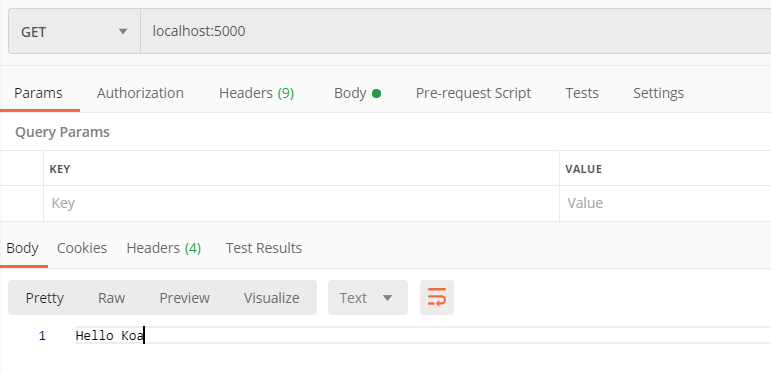 GET localhost:5000
Params Authorization Headers (9) Body Pre-request Script Tests Settings
Query Params
KEY VALUE
Key Value
Body Cookies Headers (4) Test Results
Pretty Raw Preview Visualize Text
1 Hello Koa